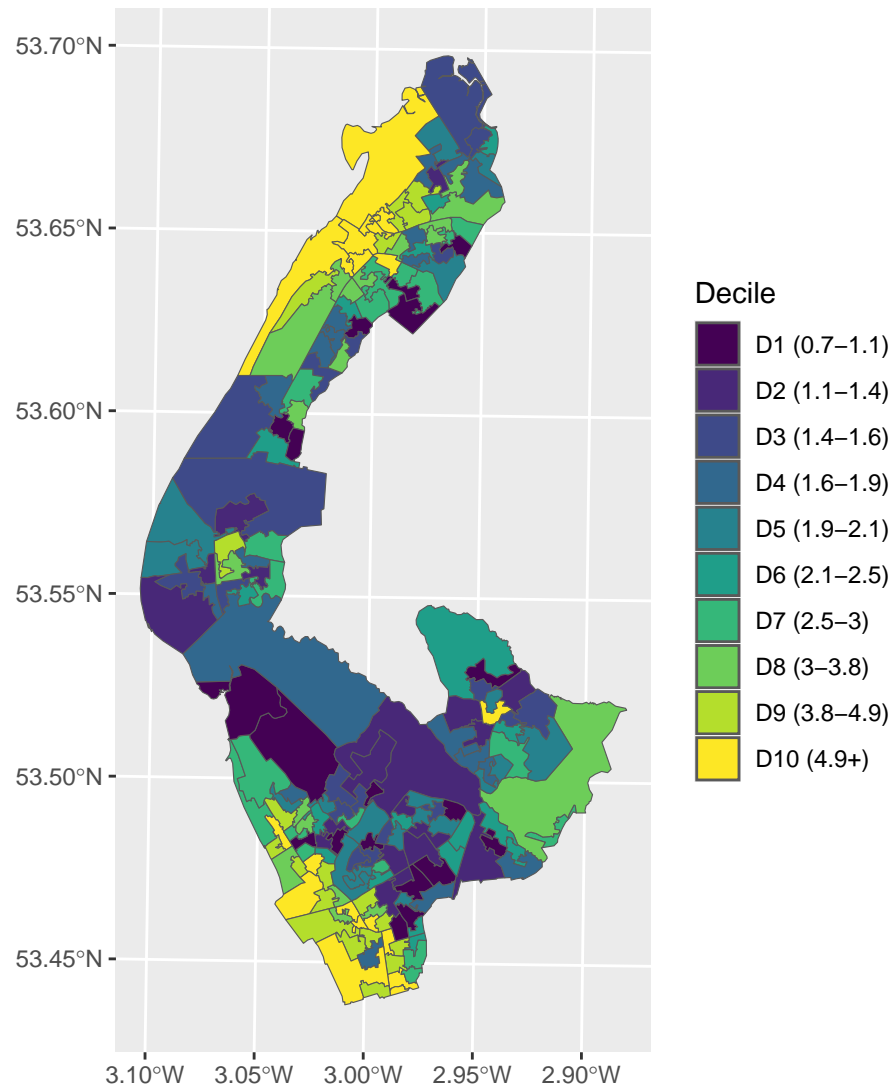 53.70°N
53.65°N
53.60°N
53.55°N
53.50°N
53.45°N
3.10°W 3.05°W 3.00°W 2.95°W 2.90°W
Decile
D1 (0.7−1.1)
D2 (1.1−1.4)
D3 (1.4−1.6)
D4 (1.6−1.9)
D5 (1.9−2.1)
D6 (2.1−2.5)
D7 (2.5−3)
D8 (3−3.8)
D9 (3.8−4.9)
D10 (4.9+)